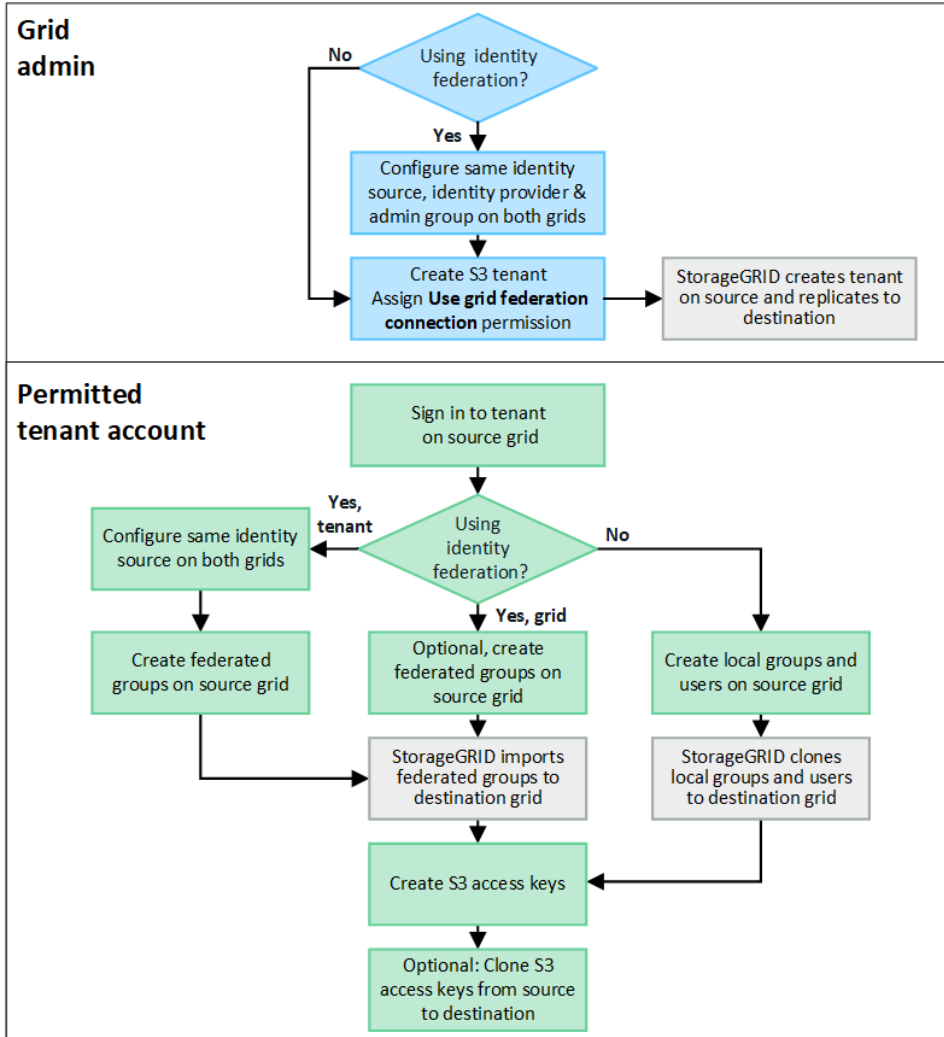 Grid
admin
No
Using identity
federation?
Yes
Configure same identity
source, identity provider &
admin group on both grids
Create S3 tenant
Assign Use grid federation
connection permission
StorageGRID creates tenant
on source and replicates to
destination
Permitted
tenant account
Sign in to tenant
on source grid
Yes,
tenant
Using
identity
federation?
No
Configure same identity
source on both grids
Yes, grid
Create federated
groups on source grid
Optional, create
federated groups on
source grid
Create local groups and
users on source grid
StorageGRID imports
federated groups to
destination grid
StorageGRID clones
local groups and users
to destination grid
Create S3 access keys
Optional: Clone S3
access keys from source
to destination